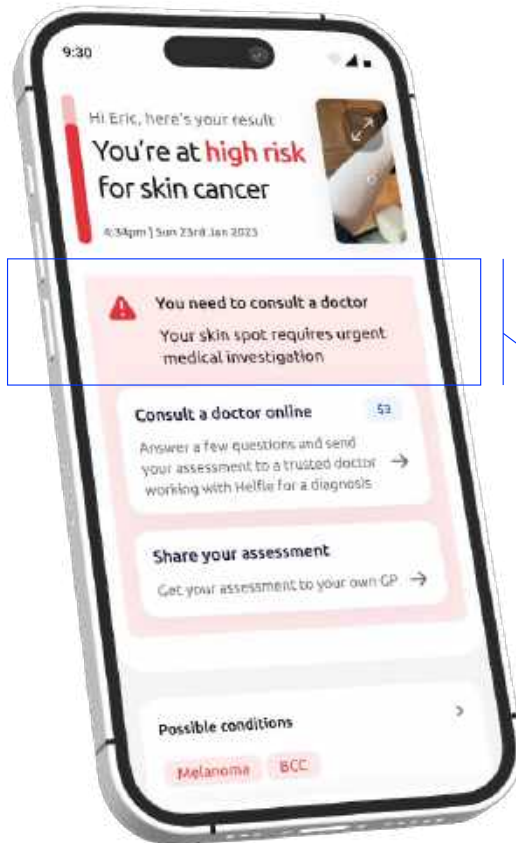 9:30
Hi Eric, here's your result
You're at high risk
for skin cancer
4:34pm | Sun 23rd Jan 2023
You need to consult a doctor
Your skin spot requires urgent
medical investigation
Consult a doctor online
$3
Answer a few questions and send
your assessment to a trusted doctor
working with Helfie for a diagnosis
Share your assessment
Get your assessment to your own GP
Possible conditions
Melanoma
BCC